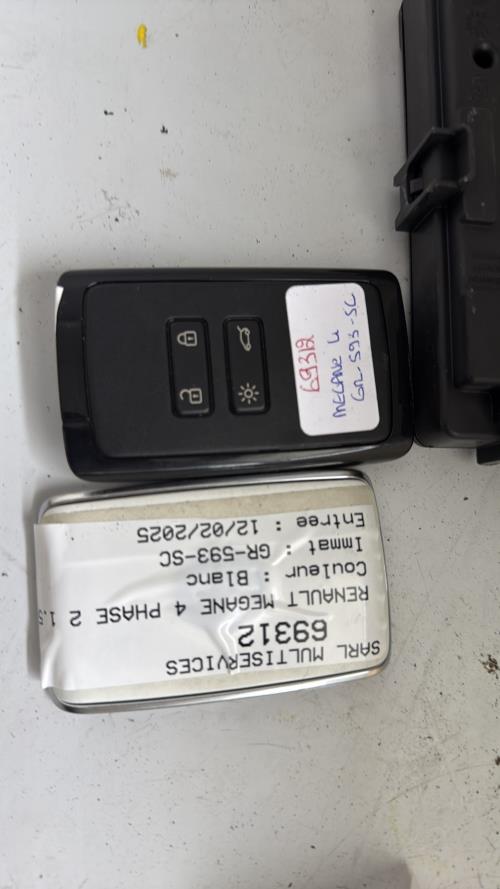 69312
MEGANE 4
GR-593-SC
SARL MULTISERVICES
69312
RENAULT MEGANE 4 PHASE 2 1.5
Couleur : Blanc
Immat : GR-593-SC
Entree : 12/02/2025